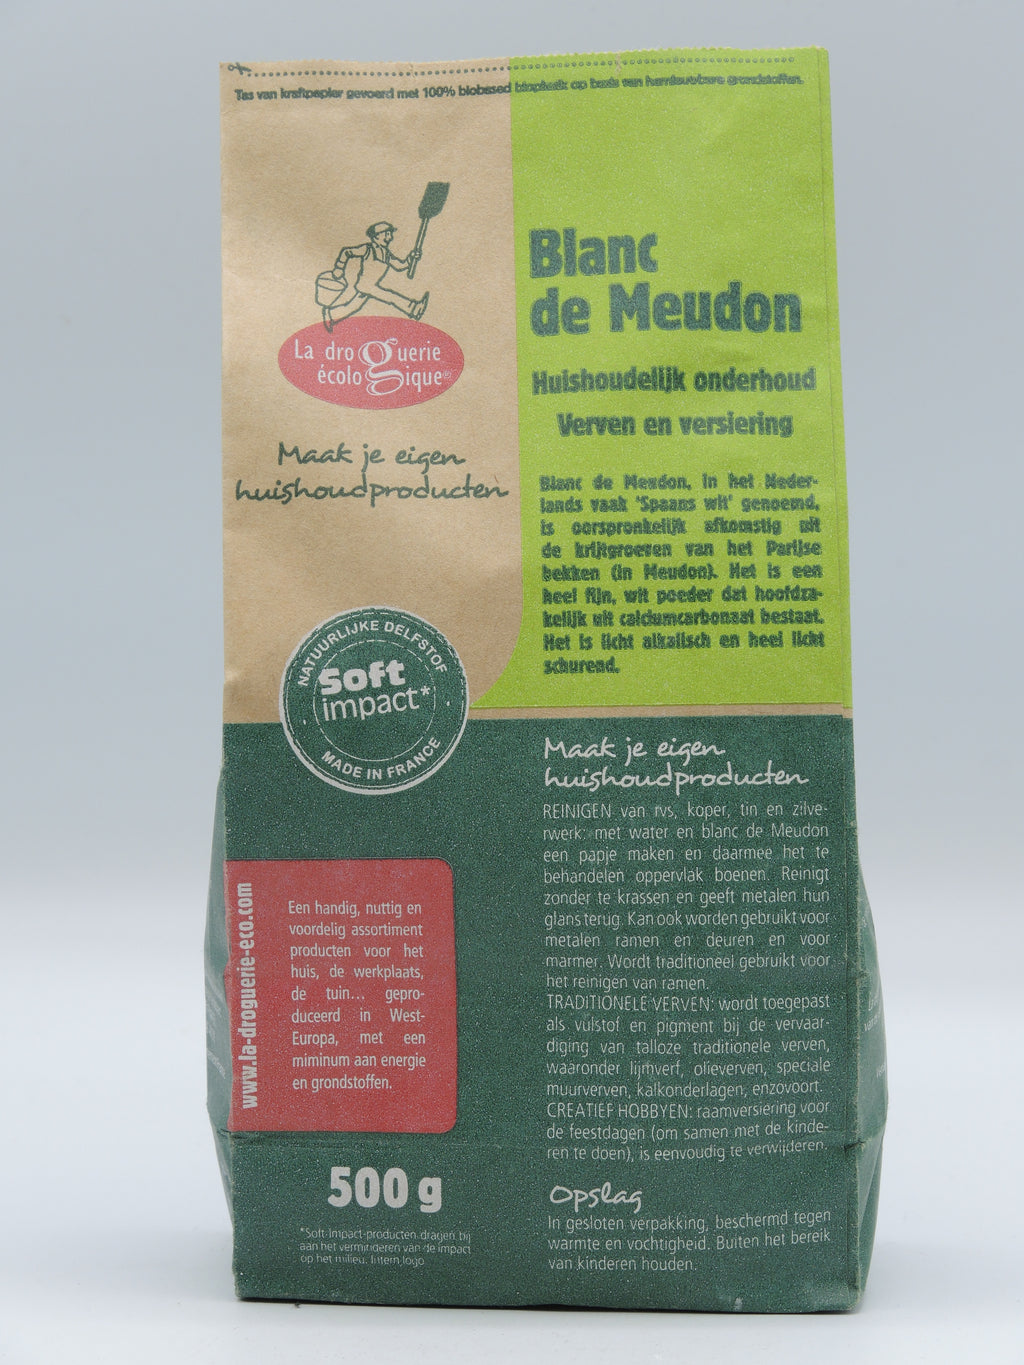 Tas van kraftpapier gevoerd met 100% biobased bioplastic op basis van hernieuwbare grondstoffen.
La droguerie
écologique®
Maak je eigen
huishoudproducten
Blanc
de Meudon
Huishoudelijk onderhoud
Verven en versiering
Blanc de Meudon, in het Neder-
lands vaak 'Spaans wit' genoemd,
is oorspronkelijk afkomstig uit
de krijtgroeven van het Parijse
bekken (in Meudon). Het is een
heel fijn, wit poeder dat hoofdza-
kelijk uit calciumcarbonaat bestaat.
Het is licht alkalisch en heel licht
schurend.
NATUURLIJKE DELFSTOF
Soft
impact*
MADE IN FRANCE
Maak je eigen
huishoudproducten
REINIGEN van rvs, koper, tin en zilve-
rwerk: met water en blanc de Meudon
een papje maken en daarmee het te
behandelen oppervlak boenen. Reinigt
zonder te krassen en geeft metalen hun
glans terug. Kan ook worden gebruikt voor
metalen ramen en deuren en voor
marmer. Wordt traditioneel gebruikt voor
het reinigen van ramen.
TRADITIONELE VERVEN: wordt toegepast
als vulstof en pigment bij de vervaar-
diging van talloze traditionele verven,
waaronder lijmverf, olieverven, speciale
muurverven, kalkonderlagen, enzovoort.
CREATIEF HOBBYEN: raamversiering voor
de feestdagen (om samen met de kinde-
ren te doen), is eenvoudig te verwijderen.
Opslag
In gesloten verpakking, beschermd tegen
warmte en vochtigheid. Buiten het bereik
van kinderen houden.
www.la-droguerie-eco.com
Een handig, nuttig en
voordelig assortiment
producten voor het
huis, de werkplaats,
de tuin... gepro-
duceerd in West-
Europa, met een
miminum aan energie
en grondstoffen.
500 g
*Soft-impact-producten dragen bij
aan het verminderen van de impact
op het milieu. Intern logo